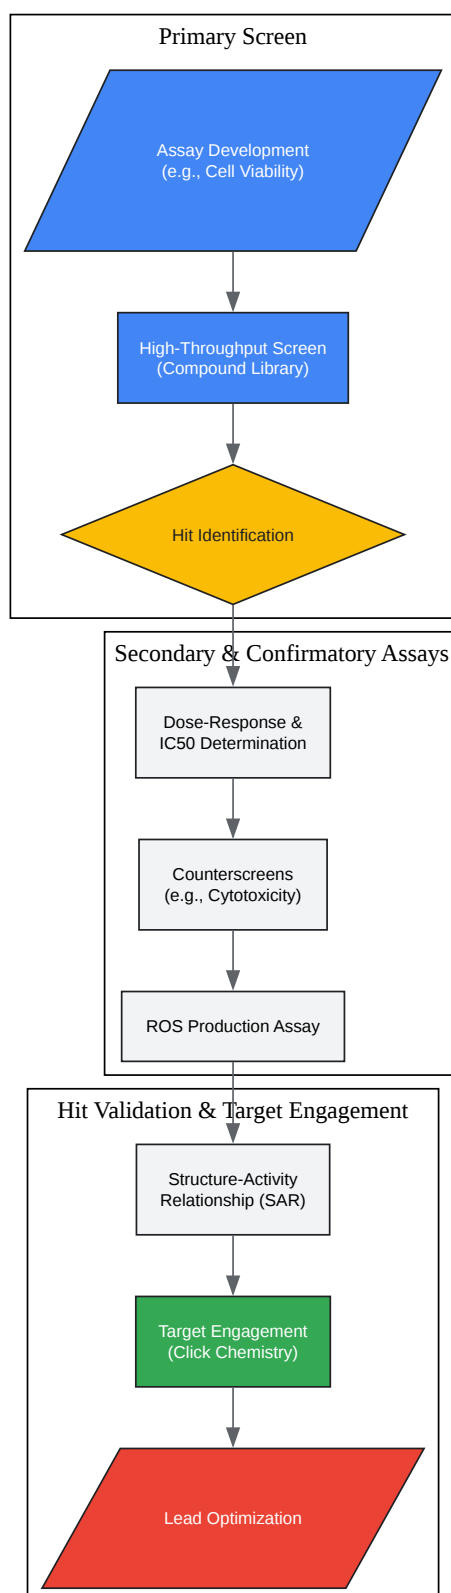 Primary Screen
Assay Development
(e.g., Cell Viability)
High-Throughput Screen
(Compound Library)
Hit Identification
Secondary & Confirmatory Assays
Dose-Response &
IC50 Determination
Counterscreens
(e.g., Cytotoxicity)
ROS Production Assay
Hit Validation & Target Engagement
Structure-Activity
Relationship (SAR)
Target Engagement
(Click Chemistry)
Lead Optimization